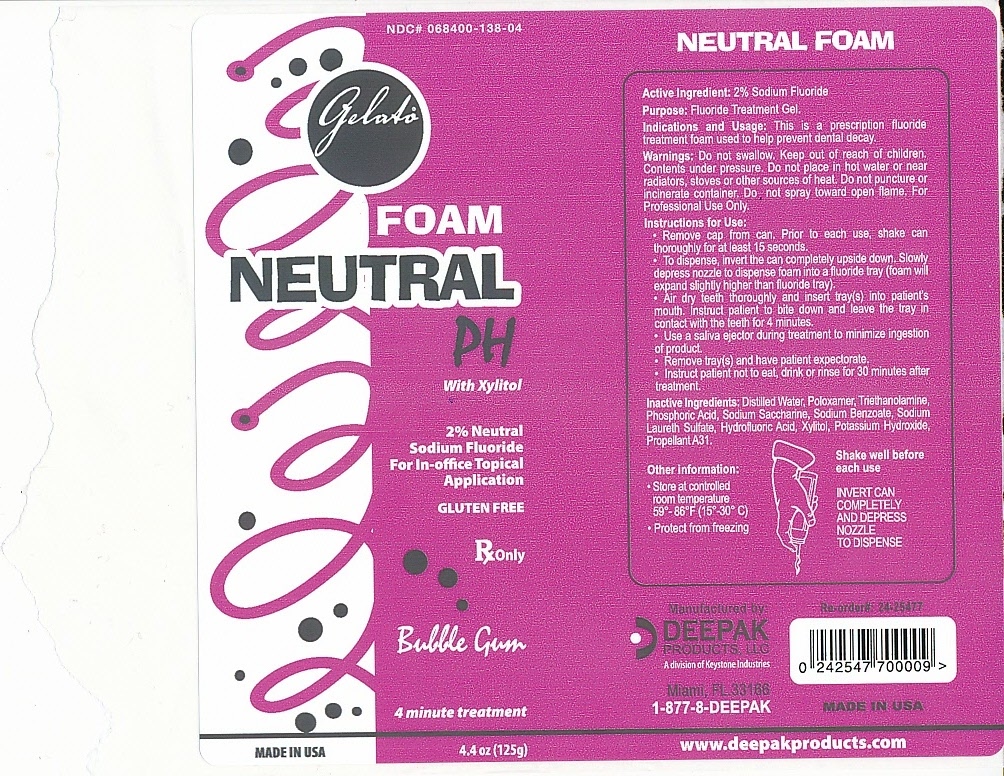 NDC# 068400-138-04
Gelato
FOAM
NEUTRAL
PH
With Xylitol
2% Neutral
Sodium Fluoride
For In-office Topical
Application
GLUTEN FREE
Rx Only
Bubble Gum
4 minute treatment
MADE IN USA
4.4 oz (125g)
NEUTRAL FOAM
Active Ingredient: 2% Sodium Fluoride
Purpose: Fluoride Treatment Gel.
Indications and Usage: This is a prescription fluoride
treatment foam used to help prevent dental decay.
Warnings: Do not swallow. Keep out of reach of children.
Contents under pressure. Do not place in hot water or near
radiators, stoves or other sources of heat. Do not puncture or
incinerate container. Do not spray toward open flame. For
Professional Use Only.
Instructions for Use:
• Remove cap from can. Prior to each use, shake can
thoroughly for at least 15 seconds.
• To dispense, invert the can completely upside down. Slowly
depress nozzle to dispense foam into a fluoride tray (foam will
expand slightly higher than fluoride tray).
• Air dry teeth thoroughly and insert tray(s) into patient's
mouth. Instruct patient to bite down and leave the tray in
contact with the teeth for 4 minutes.
• Use a saliva ejector during treatment to minimize ingestion
of product.
• Remove tray(s) and have patient expectorate.
• Instruct patient not to eat, drink or rinse for 30 minutes after
treatment.
Inactive Ingredients: Distilled Water, Poloxamer, Triethanolamine,
Phosphoric Acid, Sodium Saccharine, Sodium Benzoate, Sodium
Laureth Sulfate, Hydrofluoric Acid, Xylitol, Potassium Hydroxide,
Propellant A31.
Other information:
• Store at controlled
room temperature
59°- 86°F (15°-30° C)
• Protect from freezing
Shake well before
each use
INVERT CAN
COMPLETELY
AND DEPRESS
NOZZLE
TO DISPENSE
Manufactured by:
DEEPAK
PRODUCTS, LLC
A division of Keystone Industries
Miami, FL 33166
1-877-8-DEEPAK
Re-order#: 24-25477
0 242547 700009 >
MADE IN USA
www.deepakproducts.com